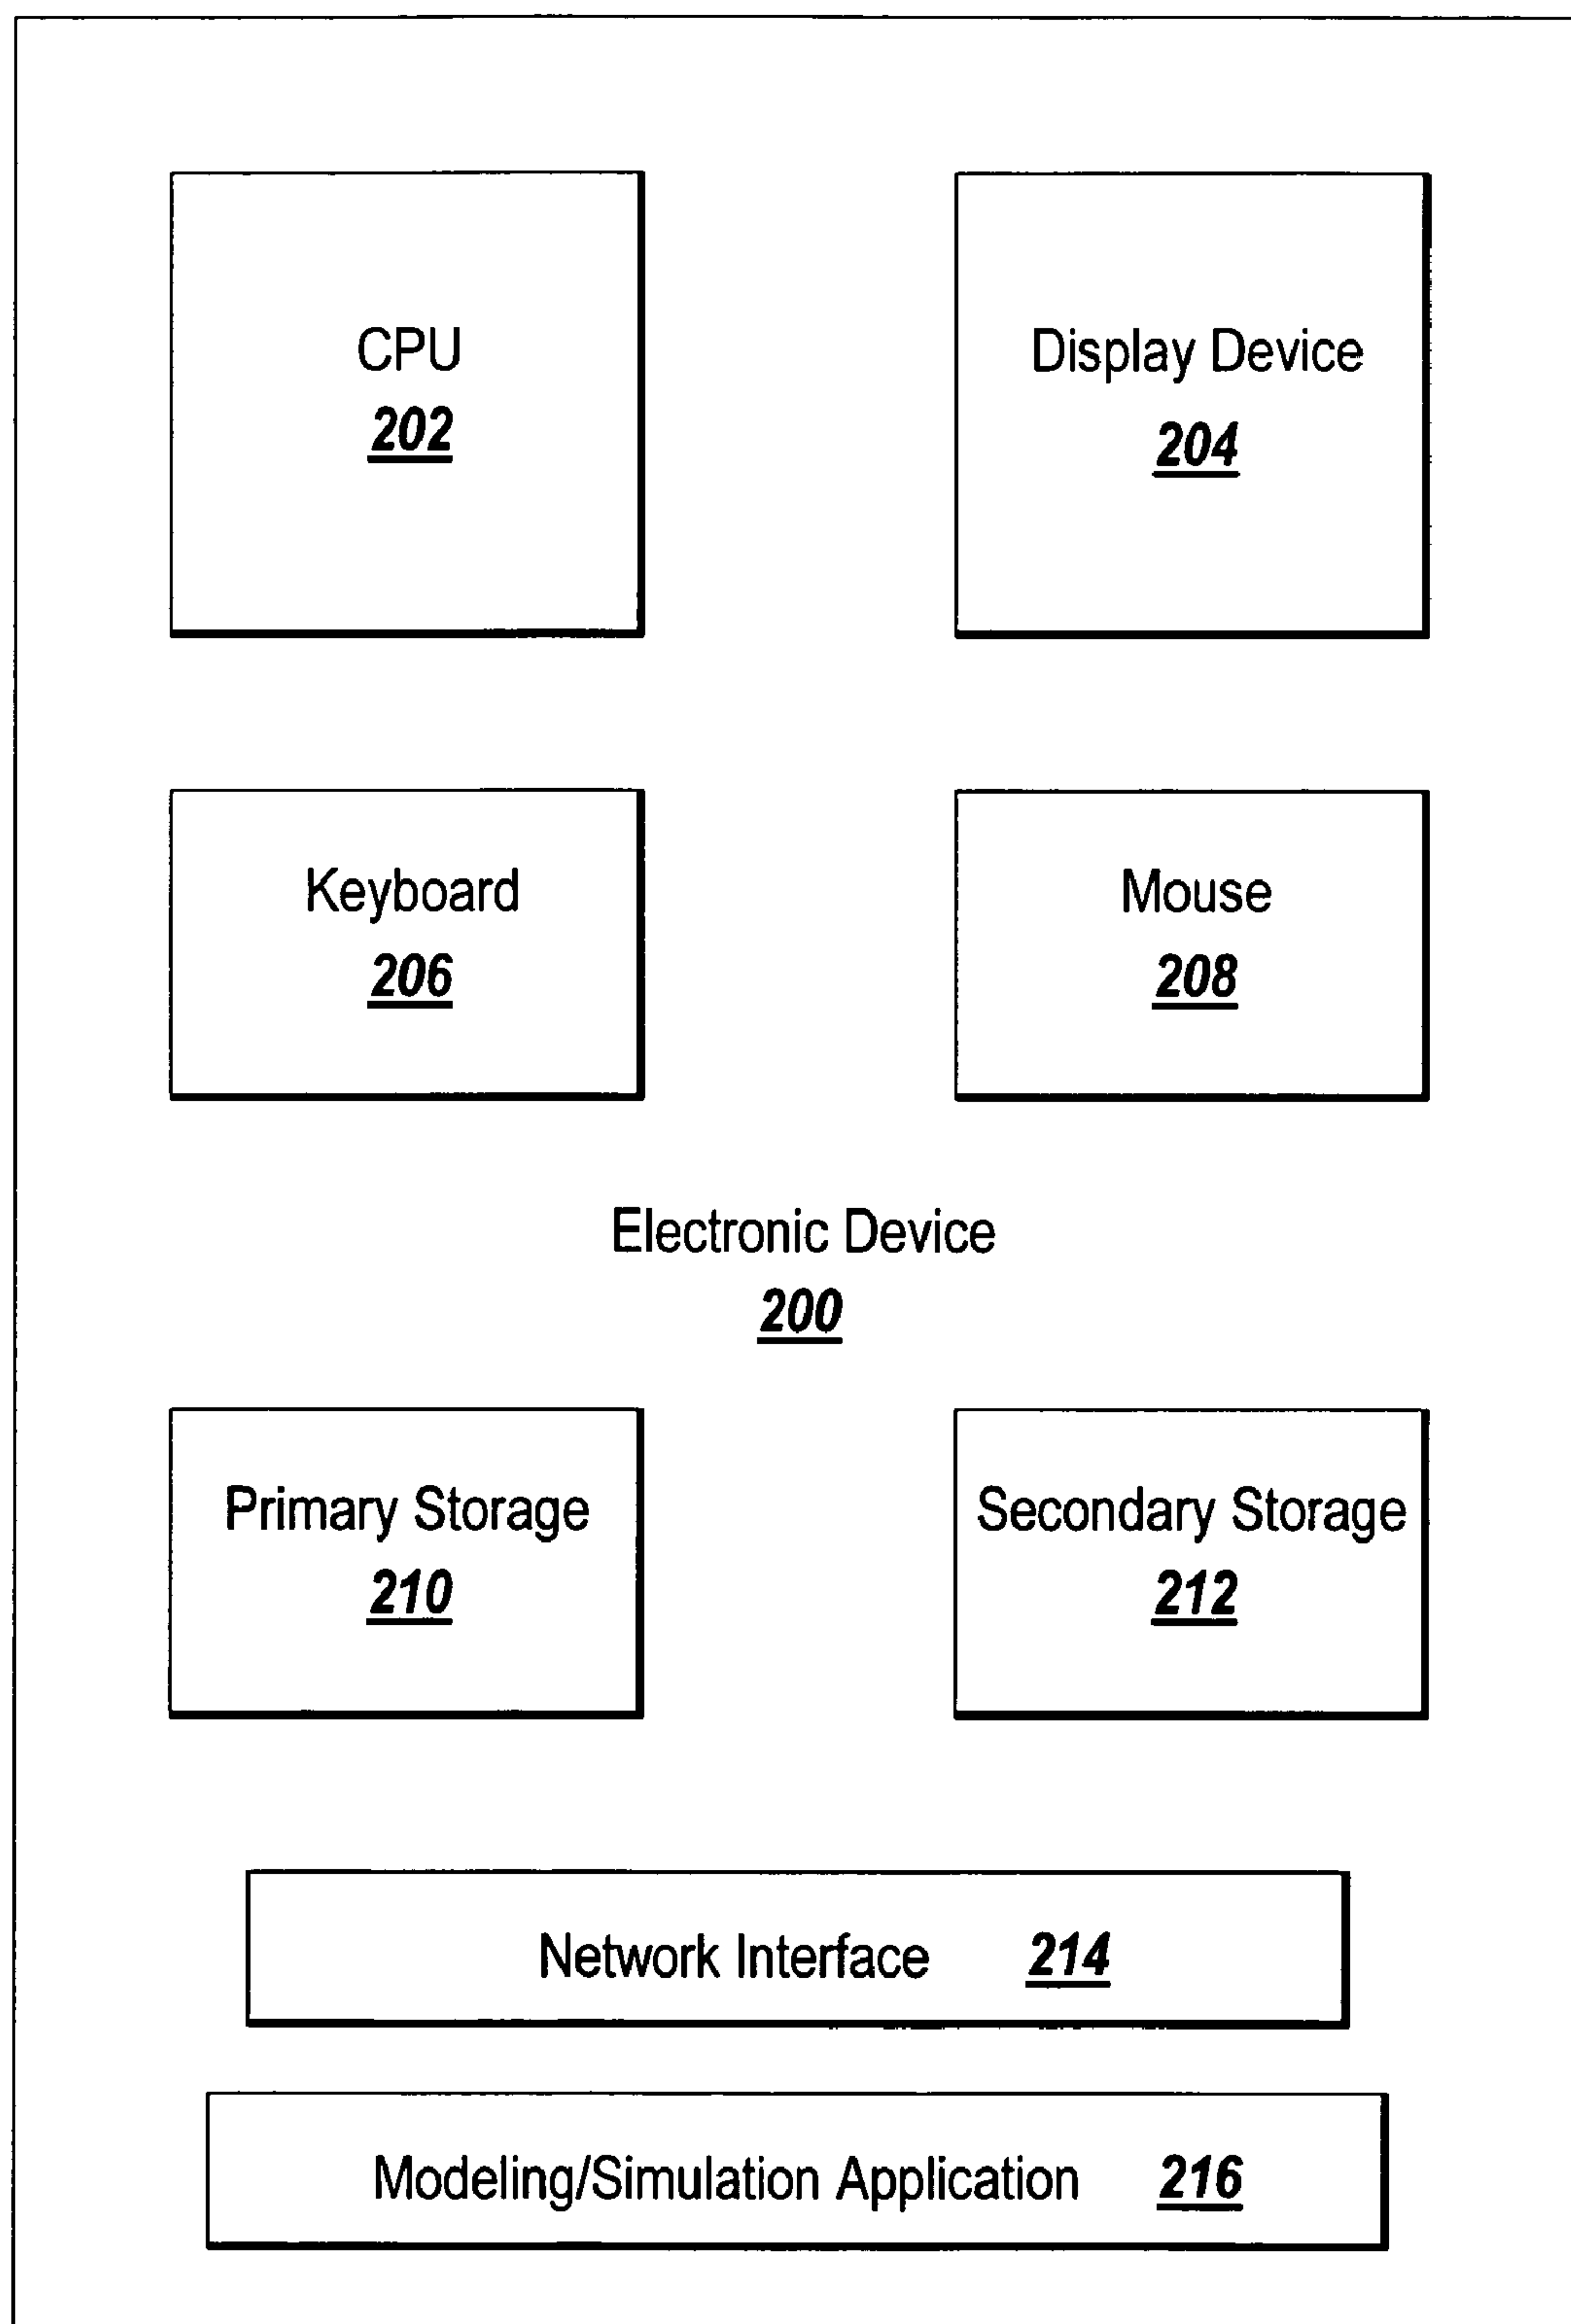 CPU
202
Display Device
204
Keyboard
206
Mouse
208
Electronic Device
200
Primary Storage
210
Secondary Storage
212
Network Interface 214
Modeling/Simulation Application 216